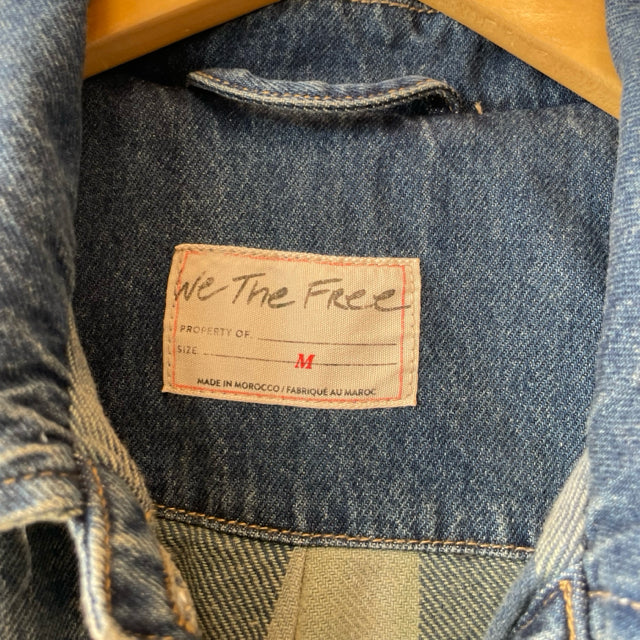 We The Free
PROPERTY OF
SIZE M
MADE IN MOROCCO / FABRIQUÉ AU MAROC